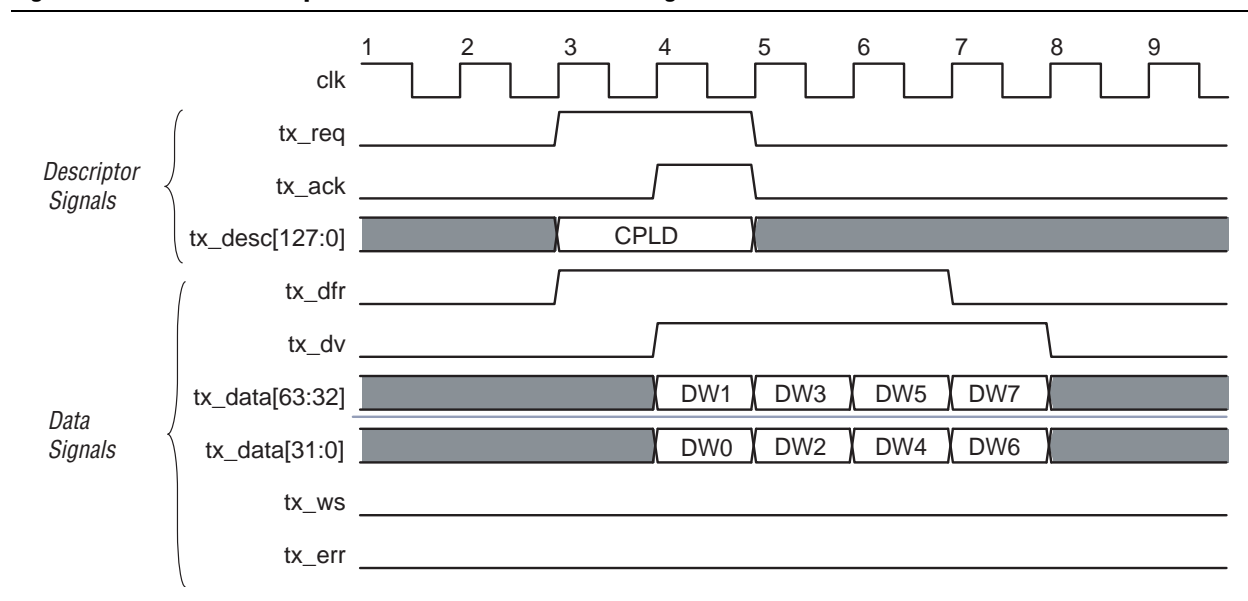 1 2 3 4 5 6 7 8 9
clk
tx_req
Descriptor
Signals
tx_ack
tx_desc[127:0] CPLD
tx_dfr
tx_dv
tx_data[63:32] DW1 DW3 DW5 DW7
Data
Signals
tx_data[31:0] DW0 DW2 DW4 DW6
tx_ws
tx_err